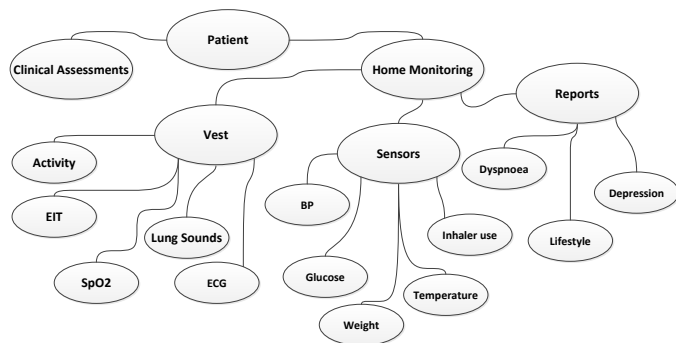 Patient
Clinical Assessments
Home Monitoring
Reports
Vest
Sensors
Activity
Dyspnoea
Depression
EIT
BP
Lung Sounds
Inhaler use
Lifestyle
SpO2
ECG
Glucose
Temperature
Weight